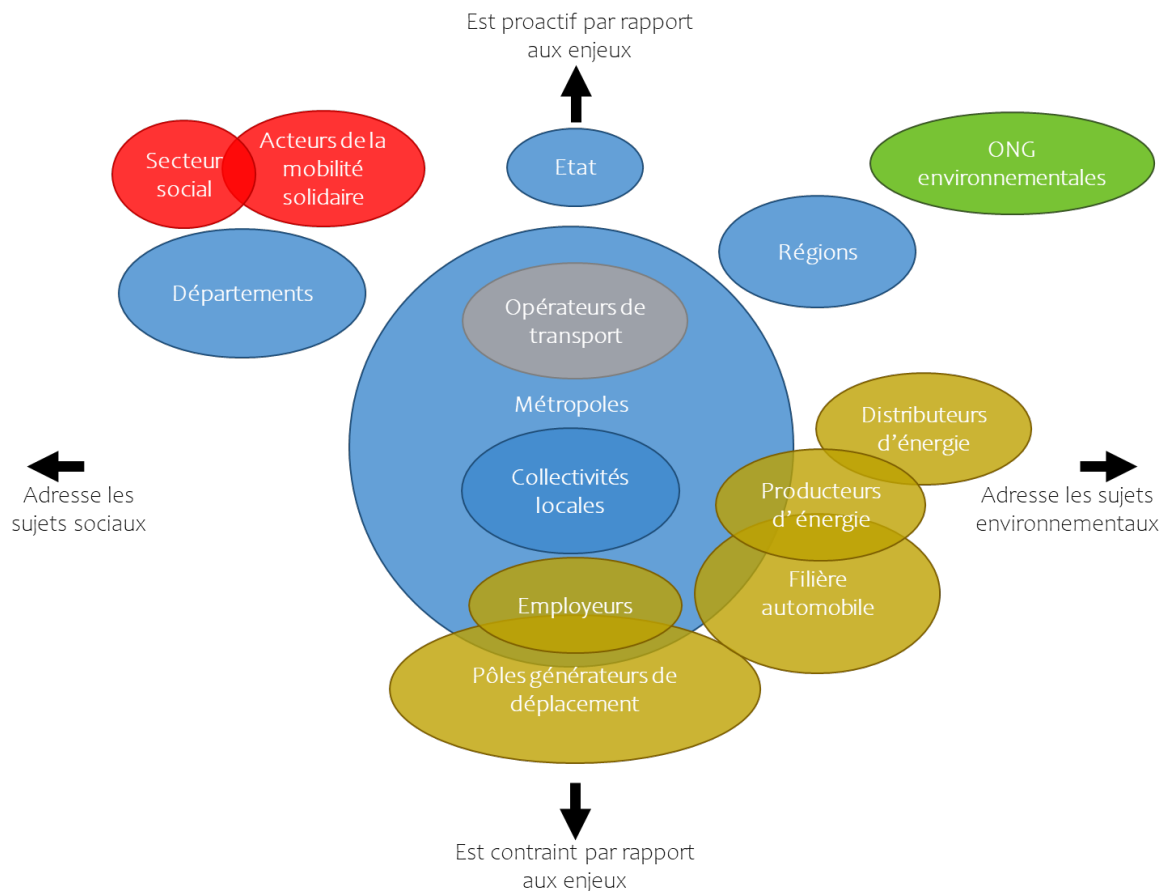 Est proactif par rapport
aux enjeux
Secteur
social
Acteurs de la
mobilité
solidaire
Etat
ONG
environnementales
Départements
Régions
Opérateurs de
transport
Métropoles
Distributeurs
d’énergie
Adresse les
sujets sociaux
Collectivités
locales
Producteurs
d’ énergie
Adresse les sujets
environnementaux
Employeurs
Filière
automobile
Pôles générateurs de
déplacement
Est contraint par rapport
aux enjeux